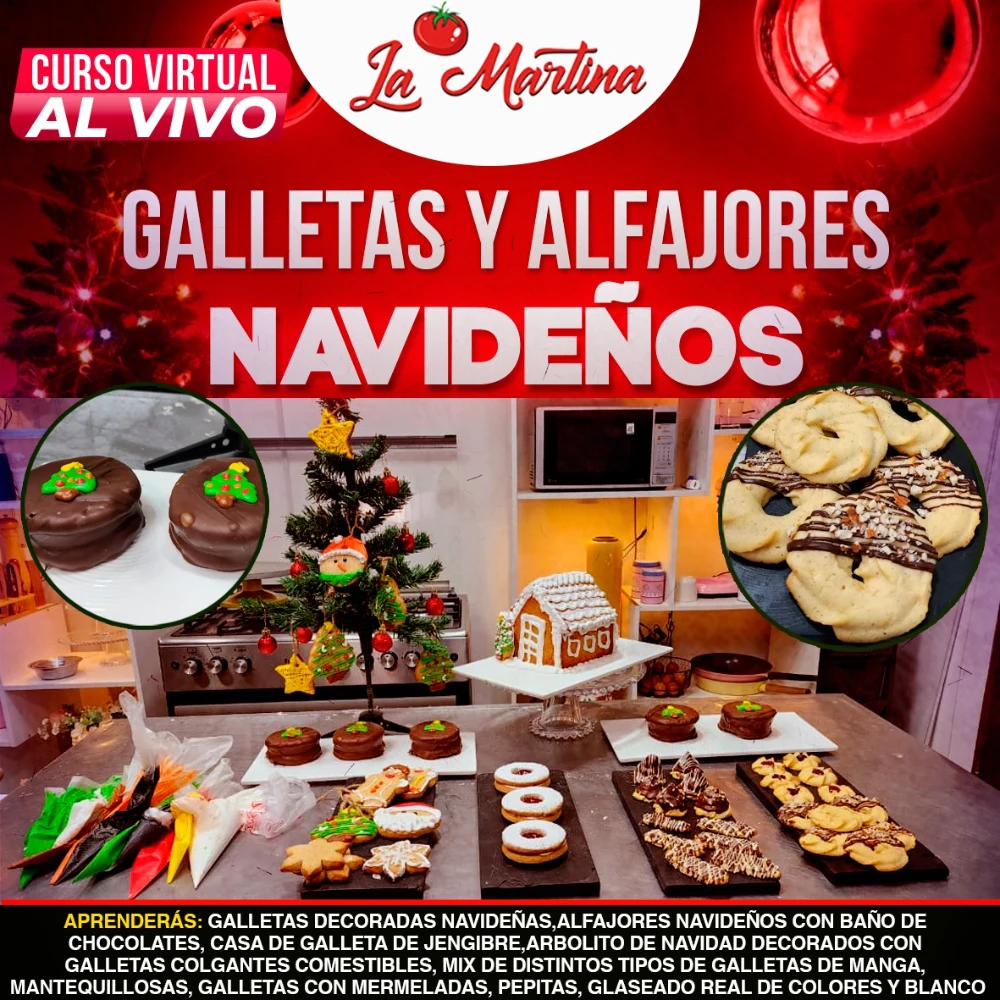 La Martina
CURSO VIRTUAL
AL VIVO
GALLETAS Y ALFAJORES
NAVIDEÑOS
APRENDERÁS: GALLETAS DECORADAS NAVIDEÑAS,ALFAJORES NAVIDEÑOS CON BAÑO DE
CHOCOLATES, CASA DE GALLETA DE JENGIBRE,ARBOLITO DE NAVIDAD DECORADOS CON
GALLETAS COLGANTES COMESTIBLES, MIX DE DISTINTOS TIPOS DE GALLETAS DE MANGA,
MANTEQUILLOSAS, GALLETAS CON MERMELADAS, PEPITAS, GLASEADO REAL DE COLORES Y BLANCO